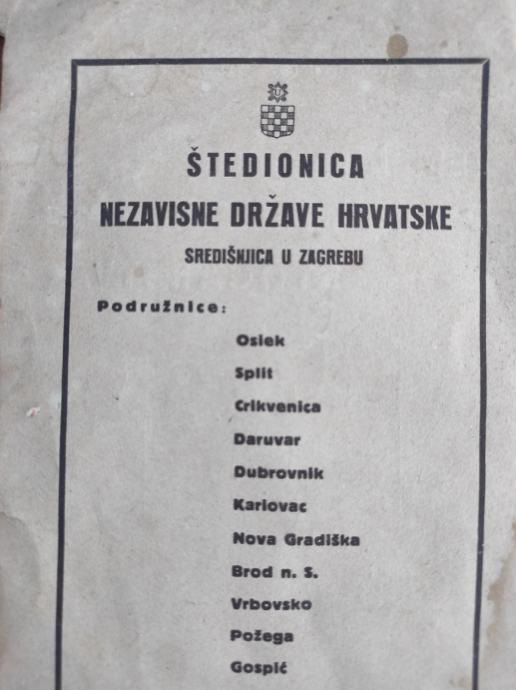 ŠTEDIONICA
NEZAVISNE DRŽAVE HRVATSKE
SREDIŠNJICA U ZAGREBU
Podružnice:
Osiek
Split
Crikvenica
Daruvar
Dubrovnik
Karlovac
Nova Gradiška
Brod n. S.
Vrbovsko
Požega
Gospić